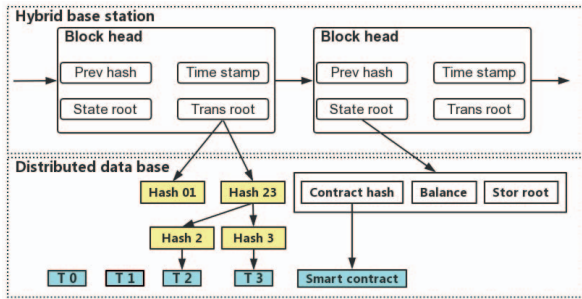 Hybrid base station
Block head
Block head
Prev hash
Time stamp
Prev hash
Time stamp
State root
Trans root
State root
Trans root
Distributed data base
Hash 01
Hash 23
Contract hash
Balance
Stor root
Hash 2
Hash 3
T 0
T 1
T 2
T 3
Smart contract